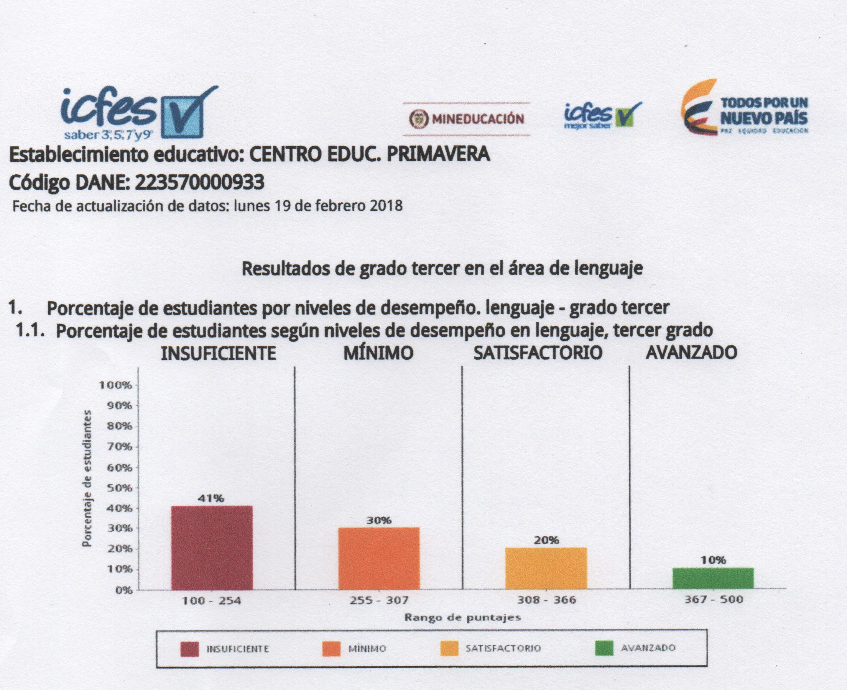 icfes
saber 3°, 5°, 7° y 9°
MINEDUCACIÓN
icfes
mejor saber
TODOS POR UN
NUEVO PAÍS
PAZ EQUIDAD EDUCACIÓN
Establecimiento educativo: CENTRO EDUC. PRIMAVERA
Código DANE: 223570000933
Fecha de actualización de datos: lunes 19 de febrero 2018
Resultados de grado tercer en el área de lenguaje
1. Porcentaje de estudiantes por niveles de desempeño. lenguaje - grado tercer
1.1. Porcentaje de estudiantes según niveles de desempeño en lenguaje, tercer grado
INSUFICIENTE MÍNIMO SATISFACTORIO AVANZADO
Porcentaje de estudiantes
100%
90%
80%
70%
60%
50%
40%
30%
20%
10%
0%
41%
30%
20%
10%
100 - 254 255 - 307 308 - 366 367 - 500
Rango de puntajes
INSUFICIENTE MÍNIMO SATISFACTORIO AVANZADO